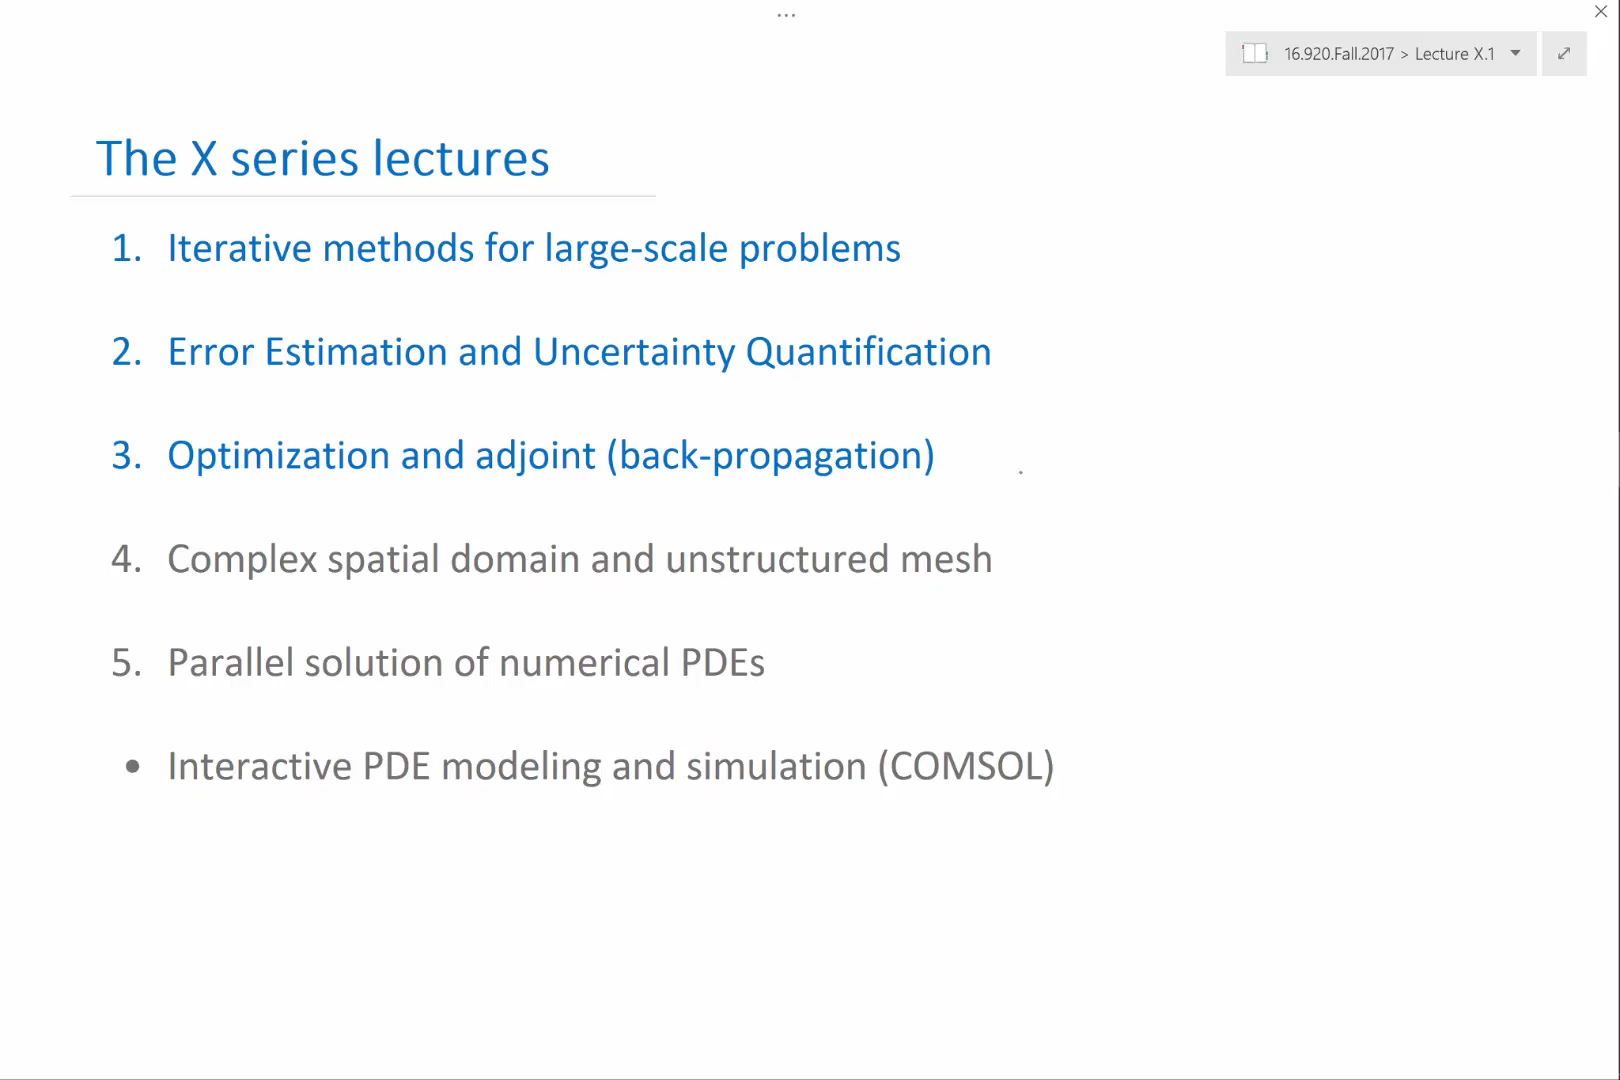 16.920.Fall.2017 > Lecture X.1
The X series lectures
1. Iterative methods for large-scale problems
2. Error Estimation and Uncertainty Quantification
3. Optimization and adjoint (back-propagation)
4. Complex spatial domain and unstructured mesh
5. Parallel solution of numerical PDEs
• Interactive PDE modeling and simulation (COMSOL)